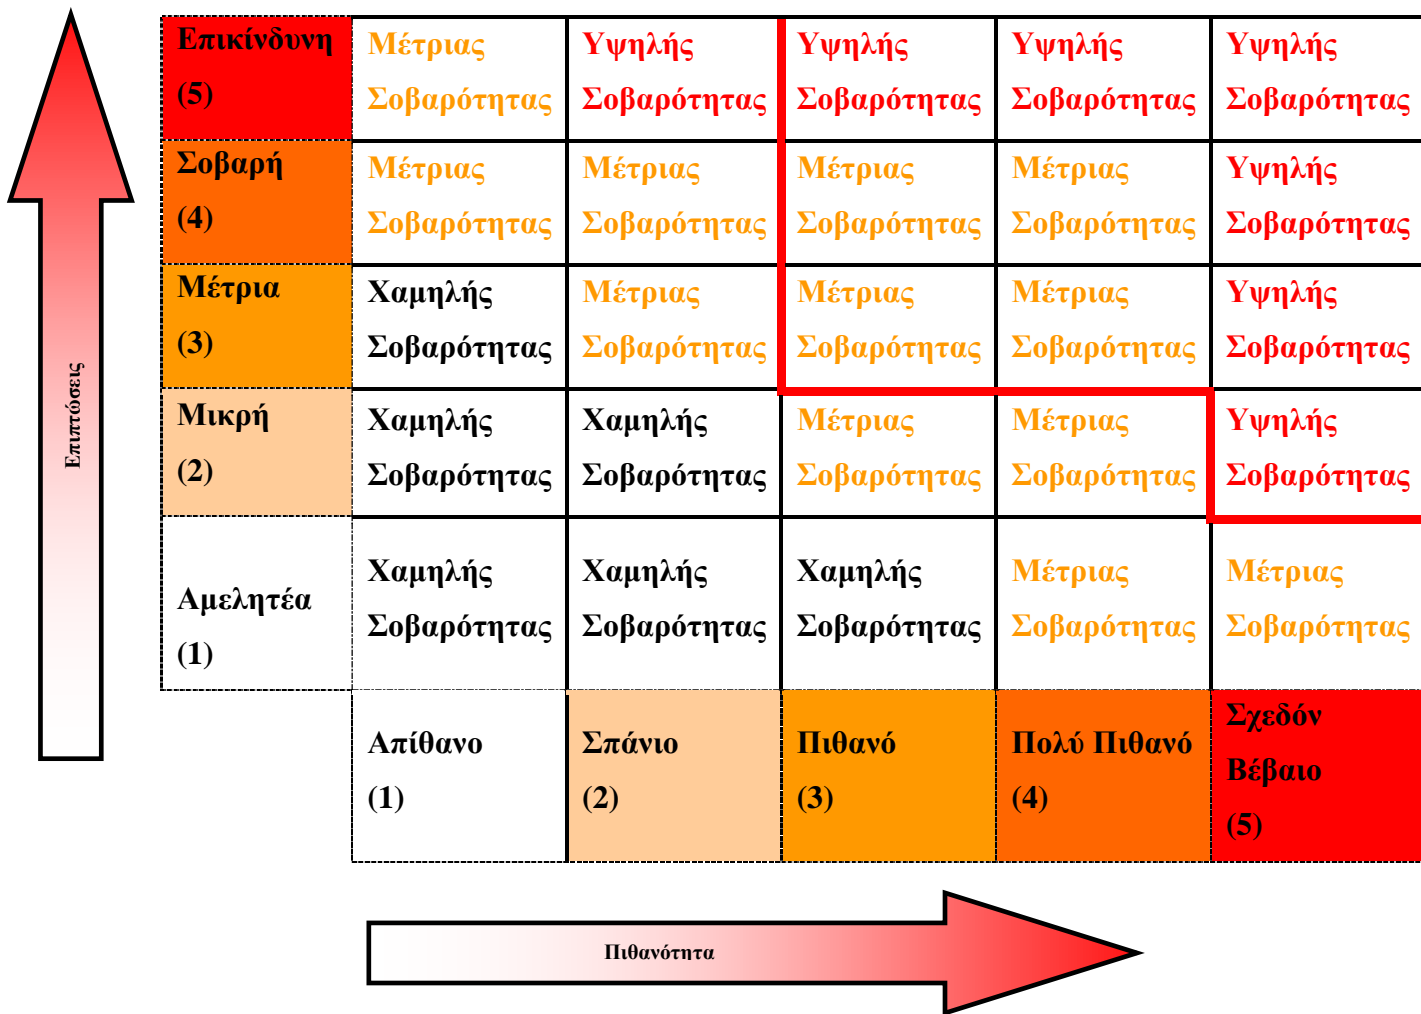 Επικίνδυνη Μέτριας Υψηλής Υψηλής Υψηλής Υψηλής
(5) Σοβαρότητας Σοβαρότητας Σοβαρότητας Σοβαρότητας Σοβαρότητας
Σοβαρή Μέτριας Μέτριας Μέτριας Μέτριας Υψηλής
(4) Σοβαρότητας Σοβαρότητας Σοβαρότητας Σοβαρότητας Σοβαρότητας
Μέτρια Χαμηλής Μέτριας Μέτριας Μέτριας Υψηλής
(3) Σοβαρότητας Σοβαρότητας Σοβαρότητας Σοβαρότητας Σοβαρότητας
Επιπτώσεις
Μικρή Χαμηλής Χαμηλής Μέτριας Μέτριας Υψηλής
(2) Σοβαρότητας Σοβαρότητας Σοβαρότητας Σοβαρότητας Σοβαρότητας
Χαμηλής Χαμηλής Χαμηλής Μέτριας Μέτριας
Αμελητέα Σοβαρότητας Σοβαρότητας Σοβαρότητας Σοβαρότητας Σοβαρότητας
(1)
Απίθανο Σπάνιο Πιθανό Πολύ Πιθανό Σχεδόν
Βέβαιο
(1) (2) (3) (4) (5)
Πιθανότητα